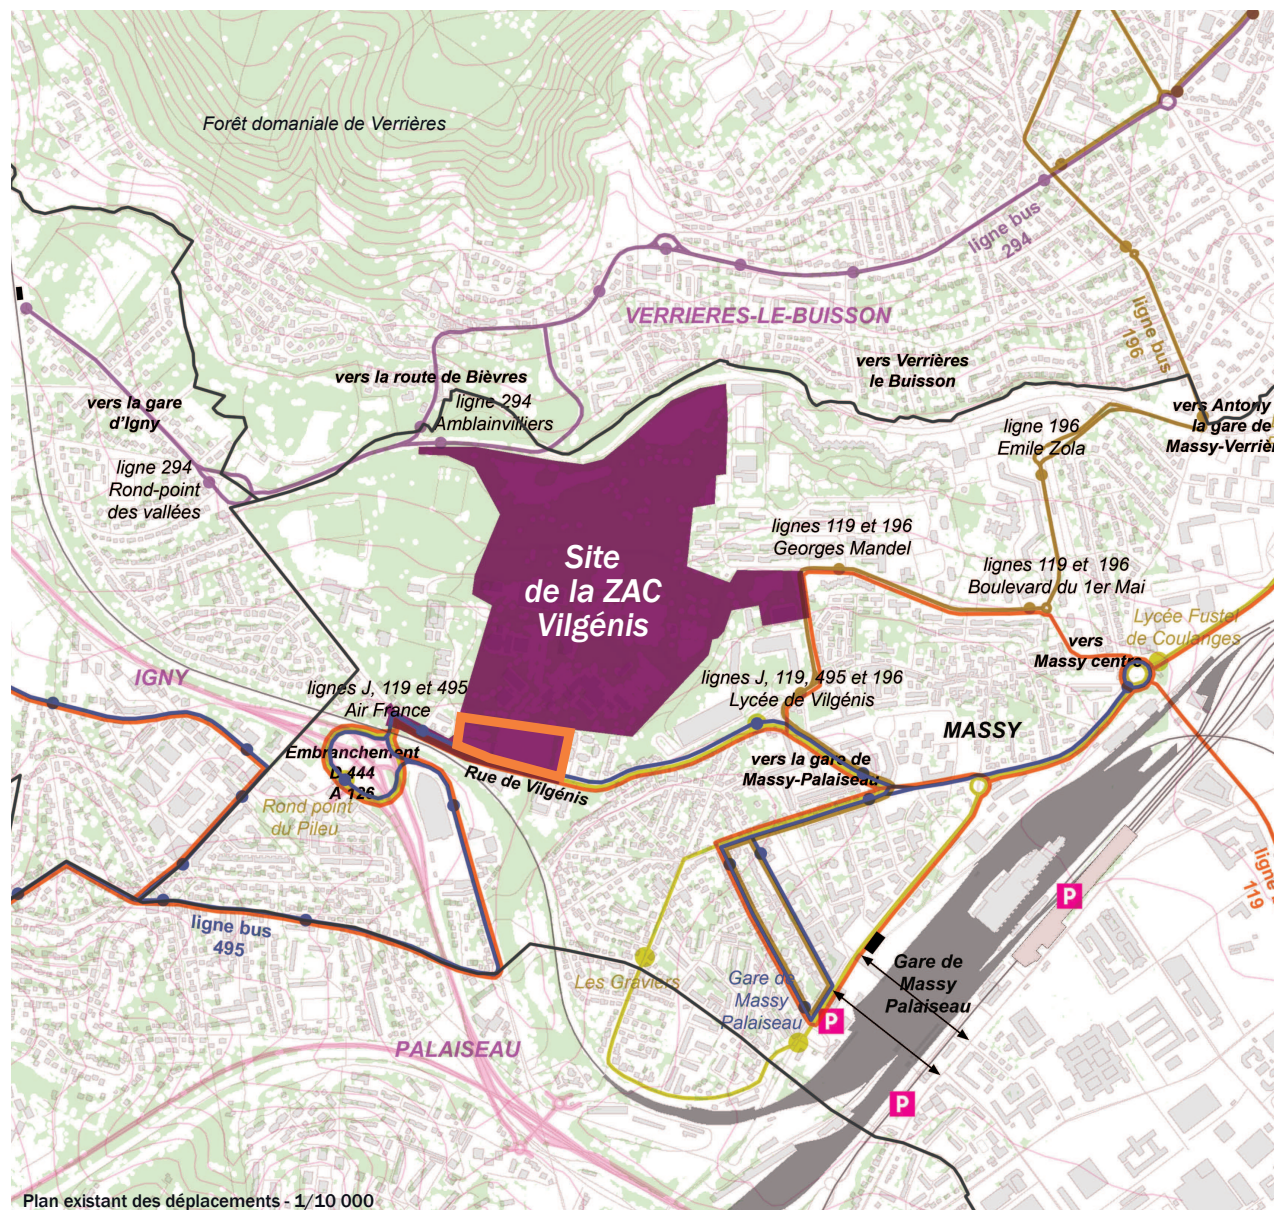 Forêt domaniale de Verrières
ligne bus
294
ligne bus
196
VERRIERES-LE-BUISSON
vers la route de Bièvres
ligne 294
Amblainvilliers
vers Verrières
le Buisson
vers la gare
d'Igny
vers Antony
la gare de
Massy-Verriè
ligne 196
Emile Zola
ligne 294
Rond-point
des vallées
lignes 119 et 196
Georges Mandel
Site
de la ZAC
Vilgénis
lignes 119 et 196
Boulevard du 1er Mai
Lycée Fustel
de Coulanges
vers
Massy centre
IGNY
lignes J, 119 et 495
Air France
lignes J, 119, 495 et 196
Lycée de Vilgénis
MASSY
Embranchement
D 444
A 126
Rue de Vilgénis
vers la gare de
Massy-Palaiseau
Rond point
du Pileu
ligne
119
P
ligne bus
495
Les Graviers
Gare de
Massy
Palaiseau
Gare de
Massy
Palaiseau
P
PALAISEAU
P
Plan existant des déplacements - 1/10 000